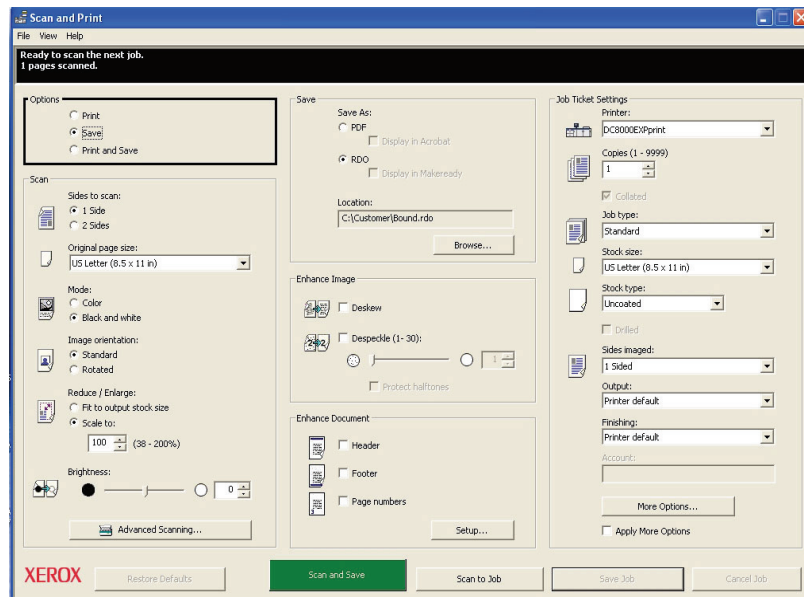 Scan and Print
File View Help
Ready to scan the next job.
1 pages scanned.
Options
Print
Save
Print and Save
Scan
Sides to scan:
1 Side
2 Sides
Original page size:
US Letter (8.5 x 11 in)
Mode:
Color
Black and white
Image orientation:
Standard
Rotated
Reduce / Enlarge:
Fit to output stock size
Scale to:
100 (38 - 200%)
Brightness:
0
Advanced Scanning...
Save
Save As:
PDF
Display in Acrobat
RDO
Display in Makeready
Location:
C:\Customer\Bound.rdo
Browse...
Enhance Image
Deskew
Despeckle (1- 30):
1
Protect halftones
Enhance Document
Header
Footer
Page numbers
Setup...
Job Ticket Settings
Printer:
DC8000EXPprint
Copies (1 - 9999)
1
Collated
Job type:
Standard
Stock size:
US Letter (8.5 x 11 in)
Stock type:
Uncoated
Drilled
Sides imaged:
1 Sided
Output:
Printer default
Finishing:
Printer default
Account:
More Options...
Apply More Options
XEROX
Restore Defaults
Scan and Save
Scan to Job
Save Job
Cancel Job